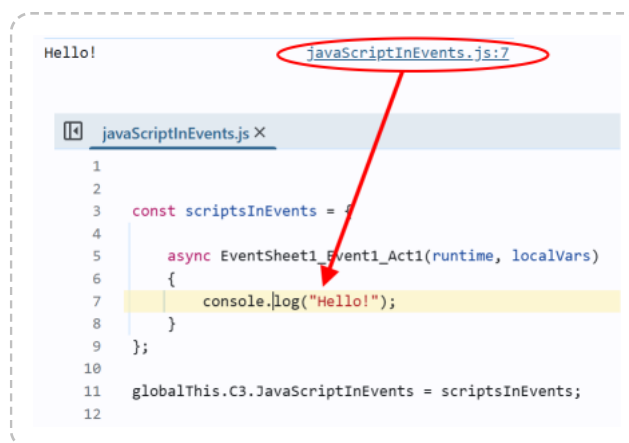 Hello! javaScriptInEvents.js:7
javaScriptInEvents.js ×
1
2
3 const scriptsInEvents = {
4
5 async EventSheet1_Event1_Act1(runtime, localVars)
6 {
7 console.log("Hello!");
8 }
9 };
10
11 globalThis.C3.JavaScriptInEvents = scriptsInEvents;
12